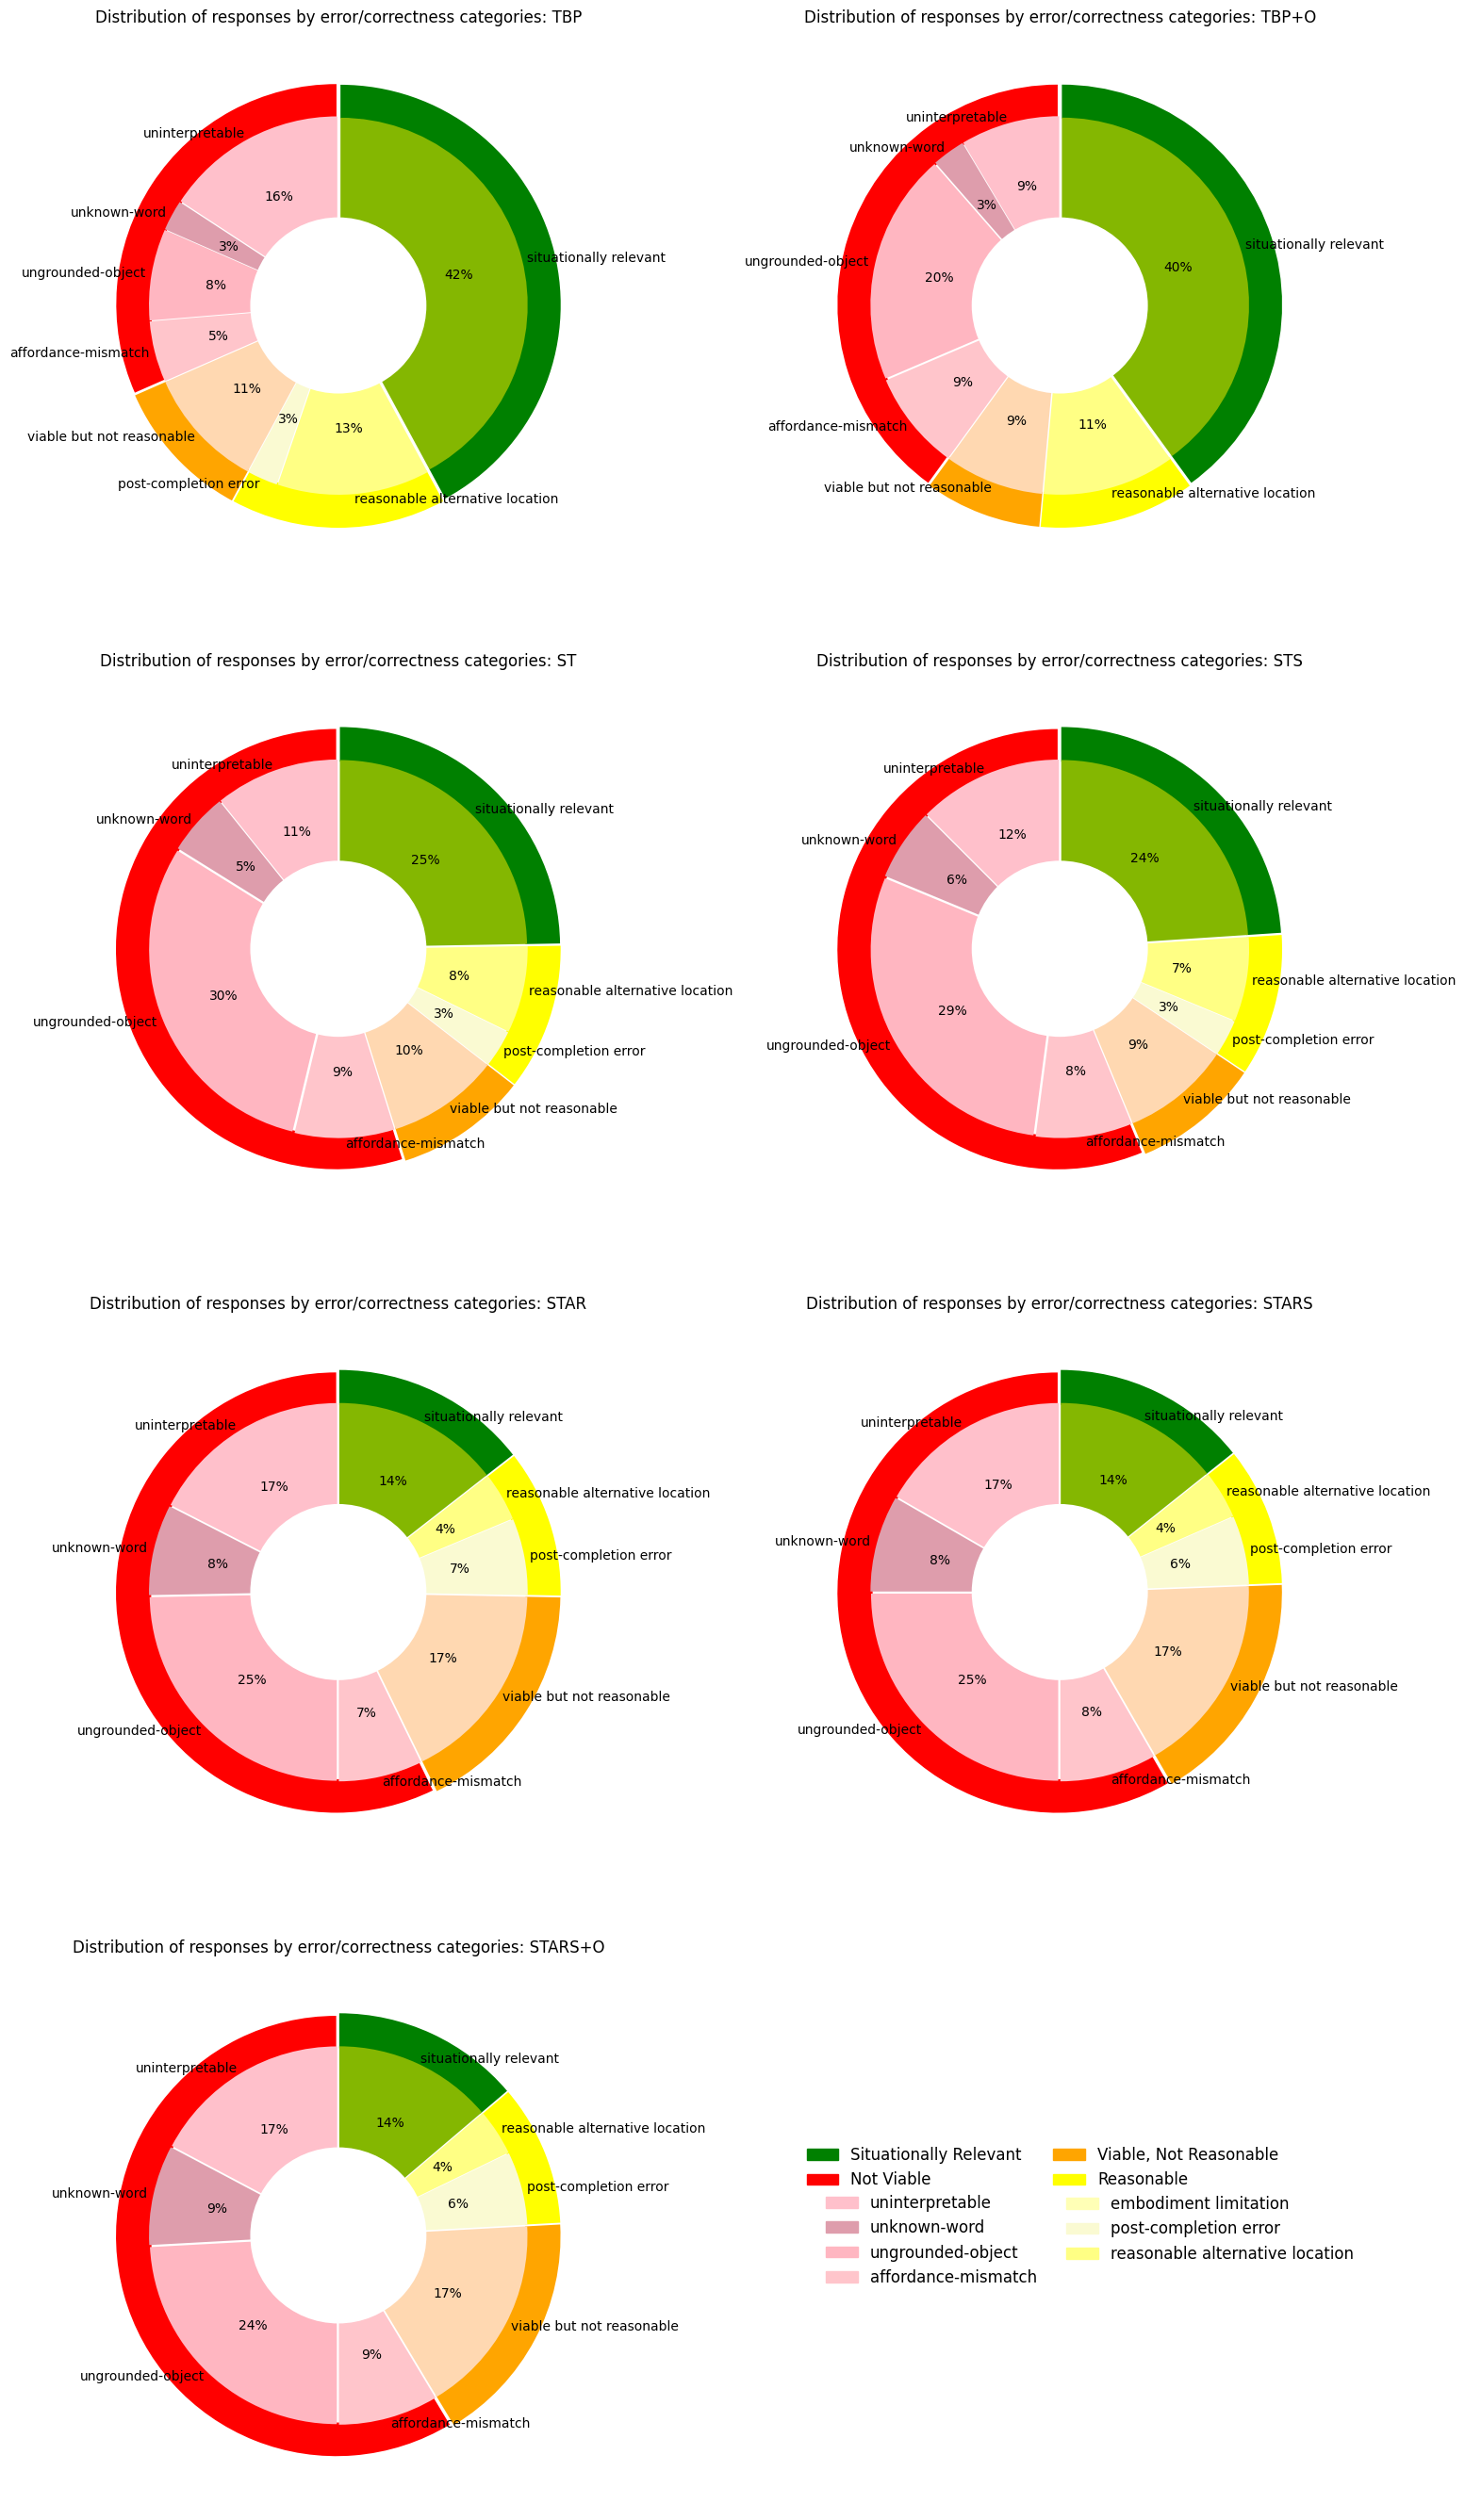 Distribution of responses by error/correctness categories: TBP
uninterpretable
16%
unknown-word
3%
situationally relevant
42%
ungrounded-object
8%
affordance-mismatch
5%
11%
viable but not reasonable
3%
13%
post-completion error
reasonable alternative location
Distribution of responses by error/correctness categories: TBP+O
uninterpretable
unknown-word
9%
3%
situationally relevant
40%
ungrounded-object
20%
9%
affordance-mismatch
9%
11%
viable but not reasonable
reasonable alternative location
Distribution of responses by error/correctness categories: ST
uninterpretable
situationally relevant
unknown-word
11%
25%
5%
8%
reasonable alternative location
30%
3%
ungrounded-object
10%
post-completion error
9%
viable but not reasonable
affordance-mismatch
Distribution of responses by error/correctness categories: STS
uninterpretable
situationally relevant
12%
unknown-word
24%
6%
7%
reasonable alternative location
3%
29%
post-completion error
ungrounded-object
9%
8%
viable but not reasonable
affordance-mismatch
Distribution of responses by error/correctness categories: STAR
situationally relevant
uninterpretable
14%
17%
reasonable alternative location
4%
unknown-word
post-completion error
8%
7%
17%
25%
viable but not reasonable
7%
ungrounded-object
affordance-mismatch
Distribution of responses by error/correctness categories: STARS
situationally relevant
uninterpretable
14%
17%
reasonable alternative location
4%
unknown-word
post-completion error
8%
6%
17%
25%
viable but not reasonable
8%
ungrounded-object
affordance-mismatch
Distribution of responses by error/correctness categories: STARS+O
situationally relevant
uninterpretable
14%
17%
reasonable alternative location
4%
post-completion error
unknown-word
6%
9%
17%
24%
viable but not reasonable
9%
ungrounded-object
affordance-mismatch
Situationally Relevant
Not Viable
uninterpretable
unknown-word
ungrounded-object
affordance-mismatch
Viable, Not Reasonable
Reasonable
embodiment limitation
post-completion error
reasonable alternative location